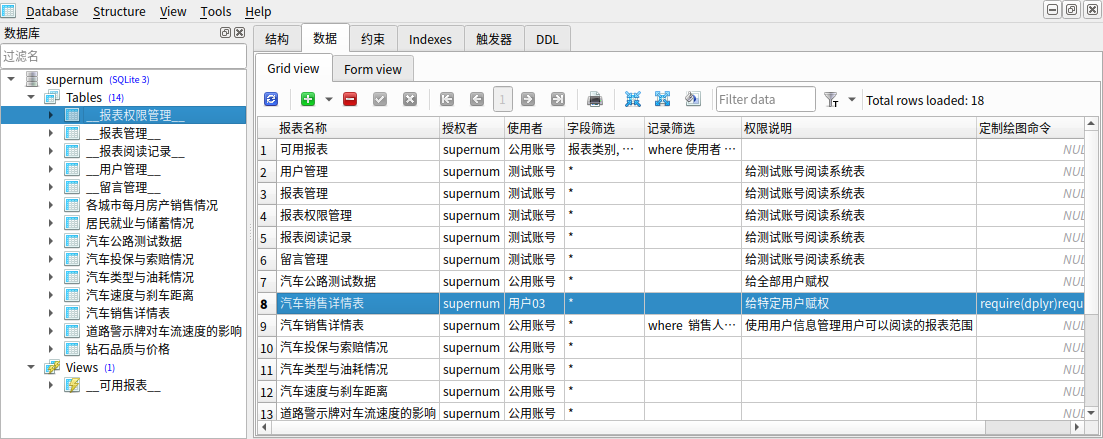 Database Structure View Tools Help
数据库
过滤名
supernum (SQLite 3)
Tables (14)
__报表权限管理__
__报表管理__
__报表阅读记录__
__用户管理__
__留言管理__
各城市每月房产销售情况
居民就业与储蓄情况
汽车公路测试数据
汽车投保与索赔情况
汽车类型与油耗情况
汽车速度与刹车距离
汽车销售详情表
道路警示牌对车流速度的影响
钻石品质与价格
Views (1)
__可用报表__
结构 数据 约束 Indexes 触发器 DDL
Grid view Form view
1 Filter data Total rows loaded: 18
报表名称 授权者 使用者 字段筛选 记录筛选 权限说明 定制绘图命令
1 可用报表 supernum 公用账号 报表类别, … where 使用者 … NUL
2 用户管理 supernum 测试账号 * 给测试账号阅读系统表 NUL
3 报表管理 supernum 测试账号 * 给测试账号阅读系统表 NUL
4 报表权限管理 supernum 测试账号 * 给测试账号阅读系统表 NUL
5 报表阅读记录 supernum 测试账号 * 给测试账号阅读系统表 NUL
6 留言管理 supernum 测试账号 * 给测试账号阅读系统表 NUL
7 汽车公路测试数据 supernum 公用账号 * 给全部用户赋权 NUL
8 汽车销售详情表 supernum 用户03 * 给特定用户赋权 require(dplyr)requ
9 汽车销售详情表 supernum 公用账号 * where 销售人… 使用用户信息管理用户可以阅读的报表范围 NUL
10 汽车投保与索赔情况 supernum 公用账号 * NUL
11 汽车类型与油耗情况 supernum 公用账号 * NUL
12 汽车速度与刹车距离 supernum 公用账号 * NUL
13 道路警示牌对车流速度的影响 supernum 公用账号 * NUL